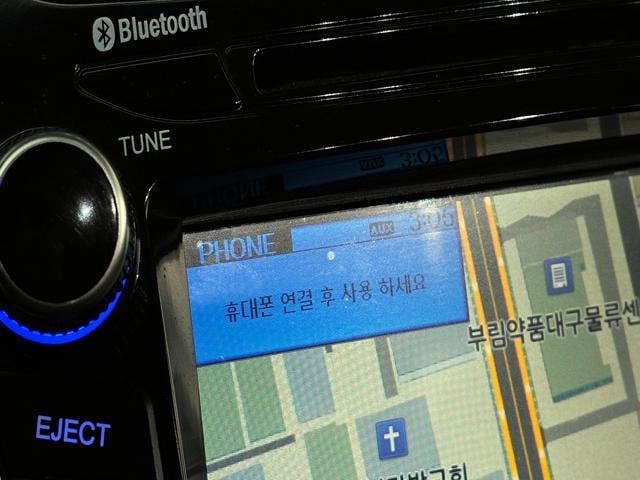 Bluetooth
TUNE
AUX 3:05
PHONE AUX 3:05
휴대폰 연결 후 사용 하세요
부림약품대구물류센
EJECT